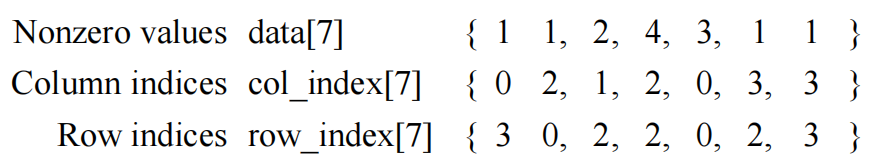 Nonzero values data[7] { 1 1, 2, 4, 3, 1 1 }
Column indices col_index[7] { 0 2, 1, 2, 0, 3, 3 }
Row indices row_index[7] { 3 0, 2, 2, 0, 2, 3 }